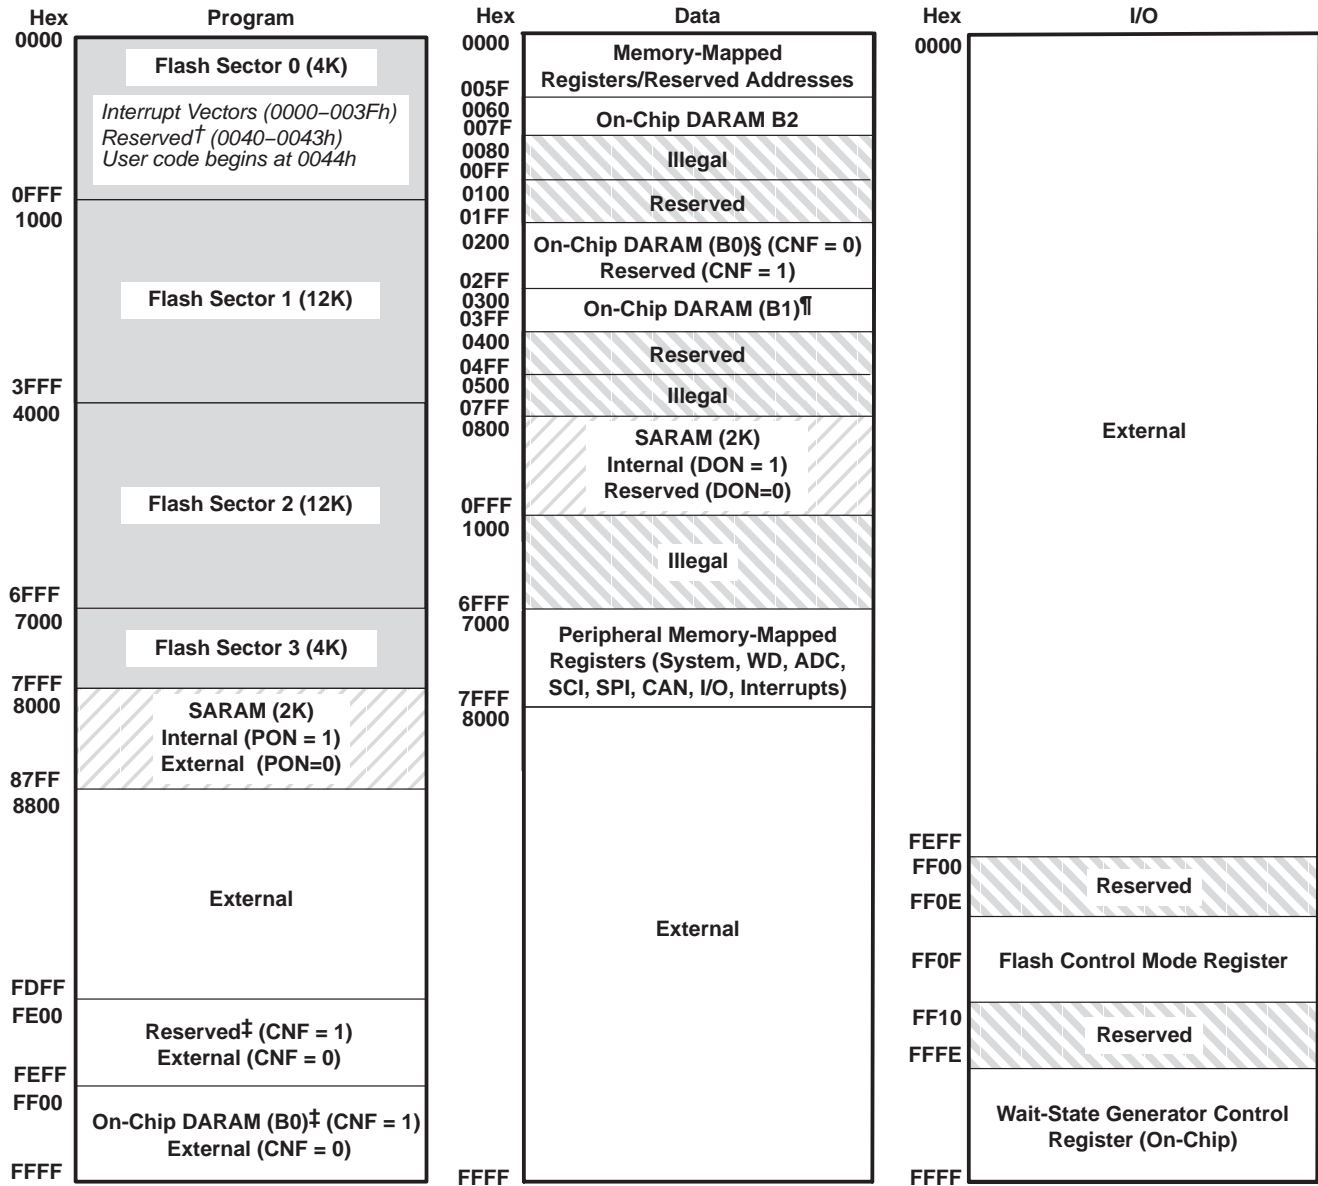 Hex Program
0000
Flash Sector 0 (4K)
Interrupt Vectors (0000–003Fh)
Reserved† (0040–0043h)
User code begins at 0044h
0FFF
1000
Flash Sector 1 (12K)
3FFF
4000
Flash Sector 2 (12K)
6FFF
7000
Flash Sector 3 (4K)
7FFF
8000
SARAM (2K)
Internal (PON = 1)
External (PON=0)
87FF
8800
External
FDFF
FE00
Reserved‡ (CNF = 1)
External (CNF = 0)
FEFF
FF00
On-Chip DARAM (B0)‡ (CNF = 1)
External (CNF = 0)
FFFF
Hex Data
0000
Memory-Mapped
Registers/Reserved Addresses
005F
0060
On-Chip DARAM B2
007F
0080
Illegal
00FF
0100
Reserved
01FF
0200
On-Chip DARAM (B0)§ (CNF = 0)
Reserved (CNF = 1)
02FF
0300
On-Chip DARAM (B1)¶
03FF
0400
Reserved
04FF
0500
Illegal
07FF
0800
SARAM (2K)
Internal (DON = 1)
Reserved (DON=0)
0FFF
1000
Illegal
6FFF
7000
Peripheral Memory-Mapped
Registers (System, WD, ADC,
SCI, SPI, CAN, I/O, Interrupts)
7FFF
8000
External
FFFF
Hex I/O
0000
External
FEFF
FF00
Reserved
FF0E
FF0F Flash Control Mode Register
FF10
Reserved
FFFE
Wait-State Generator Control
Register (On-Chip)
FFFF